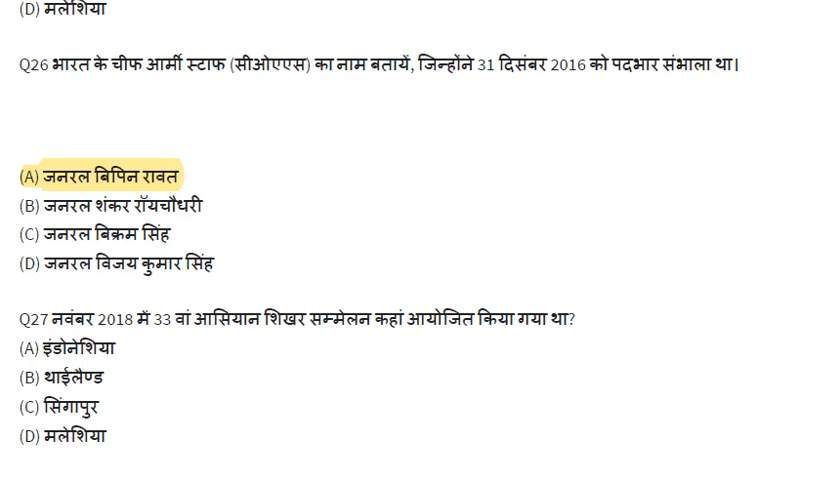 (D) मलेशिया
Q26 भारत के चीफ आर्मी स्टाफ (सीओएएस) का नाम बतायें, जिन्होंने 31 दिसंबर 2016 को पदभार संभाला था।
(A) जनरल बिपिन रावत
(B) जनरल शंकर रॉयचौधरी
(C) जनरल बिक्रम सिंह
(D) जनरल विजय कुमार सिंह
Q27 नवंबर 2018 में 33 वां आसियान शिखर सम्मेलन कहां आयोजित किया गया था?
(A) इंडोनेशिया
(B) थाईलैण्ड
(C) सिंगापुर
(D) मलेशिया